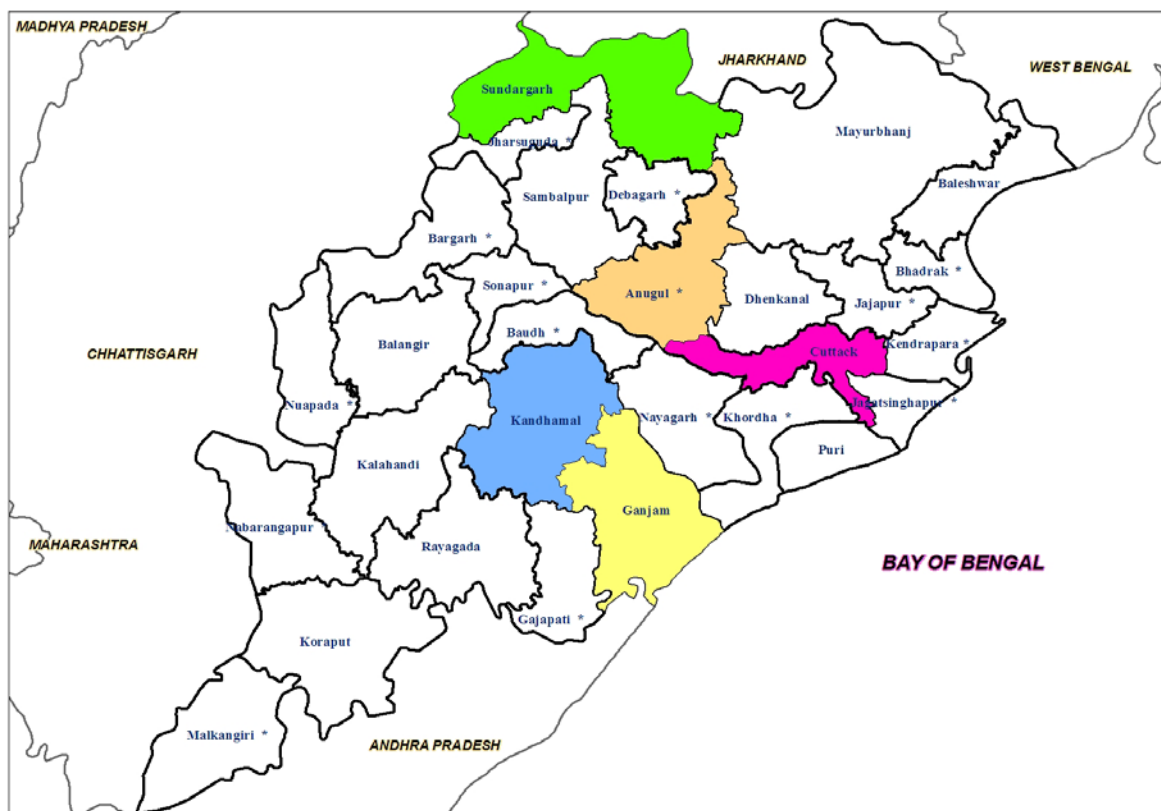 MADHYA PRADESH
JHARKHAND
WEST BENGAL
Sundargarh
Mayurbhanj
Jharsuguda *
Baleshwar
Sambalpur
Debagarh *
Bargarh *
Bhadrak *
Sonapur *
Anugul *
Dhenkanal
Jajapur *
Baudh *
CHHATTISGARH
Balangir
Cuttack
Kendrapara *
Nuapada *
Jagatsinghapur *
Kandhamal
Nayagarh *
Khordha *
Puri
Kalahandi
Ganjam
Nabarangapur
MAHARASHTRA
Rayagada
BAY OF BENGAL
Gajapati *
Koraput
Malkangiri *
ANDHRA PRADESH